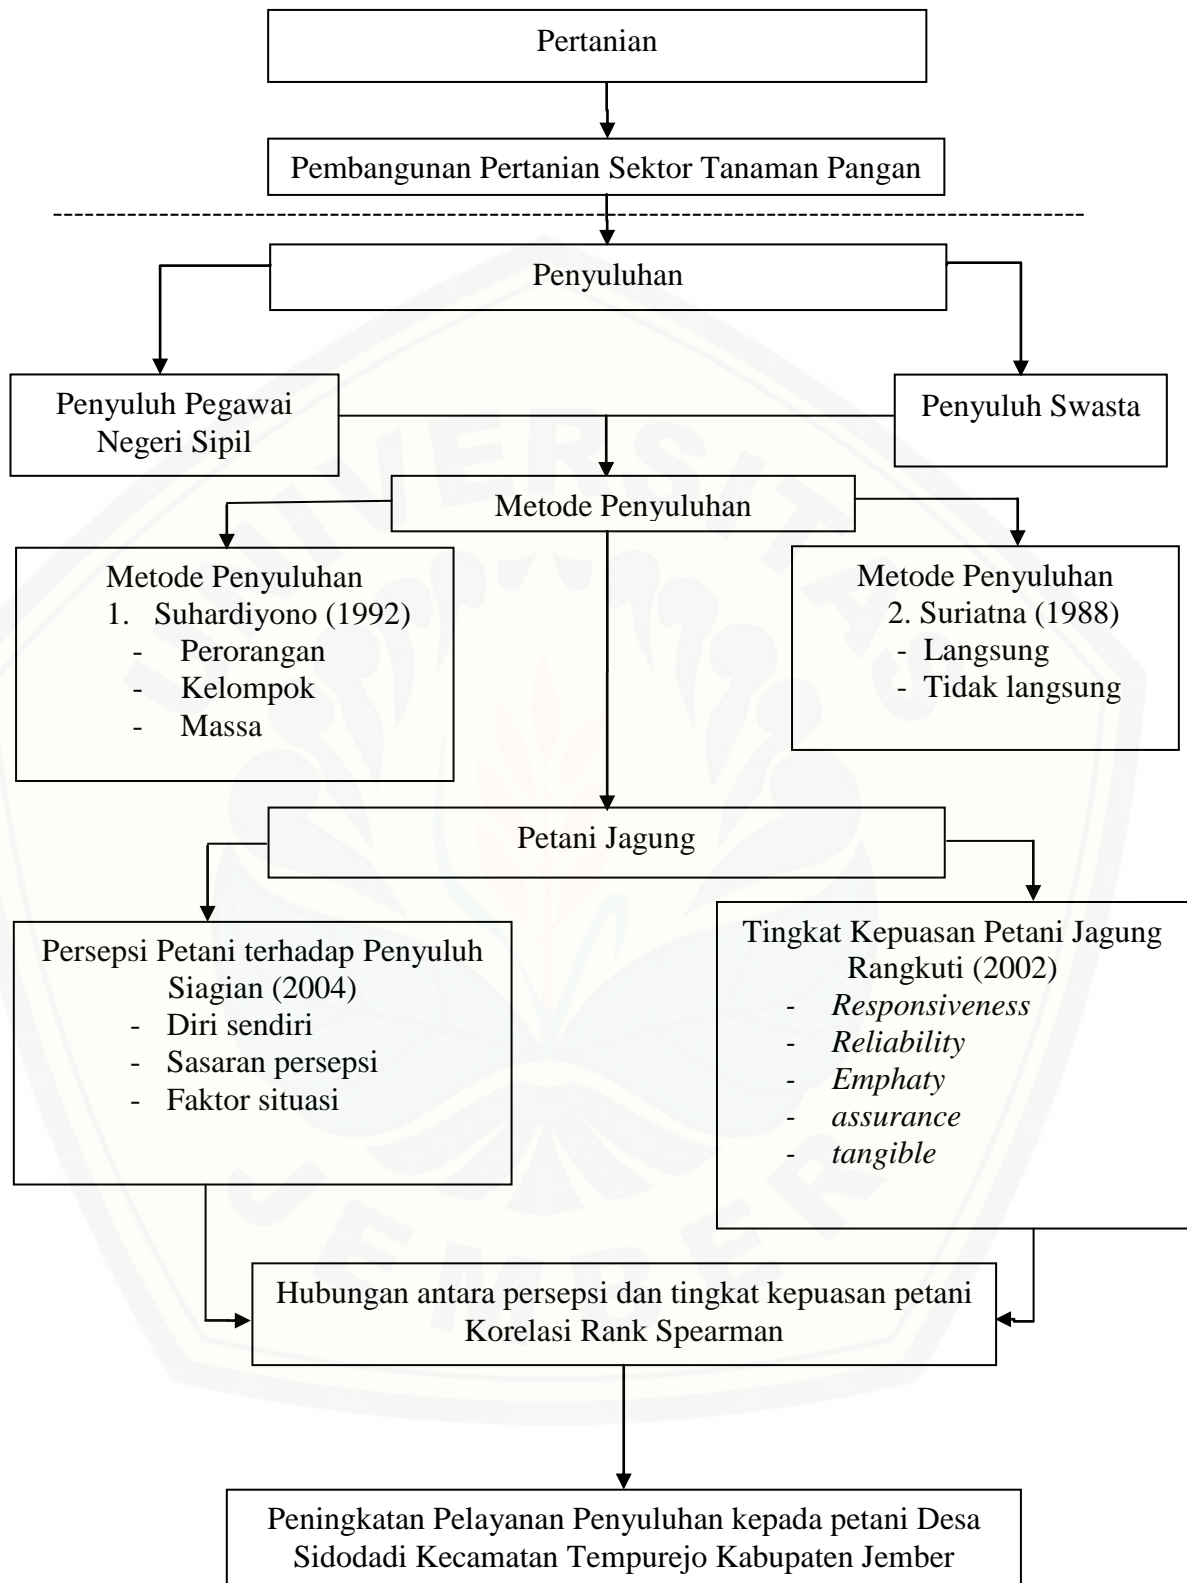 Pertanian
Pembangunan Pertanian Sektor Tanaman Pangan
Penyuluhan
Penyuluh Pegawai
Negeri Sipil
Penyuluh Swasta
Metode Penyuluhan
Metode Penyuluhan
1. Suhardiyono (1992)
- Perorangan
- Kelompok
- Massa
Metode Penyuluhan
2. Suriatna (1988)
- Langsung
- Tidak langsung
Petani Jagung
Persepsi Petani terhadap Penyuluh
Siagian (2004)
- Diri sendiri
- Sasaran persepsi
- Faktor situasi
Tingkat Kepuasan Petani Jagung
Rangkuti (2002)
- Responsiveness
- Reliability
- Emphaty
- assurance
- tangible
Hubungan antara persepsi dan tingkat kepuasan petani
Korelasi Rank Spearman
Peningkatan Pelayanan Penyuluhan kepada petani Desa
Sidodadi Kecamatan Tempurejo Kabupaten Jember
UNIVERSITAS
JEMBER